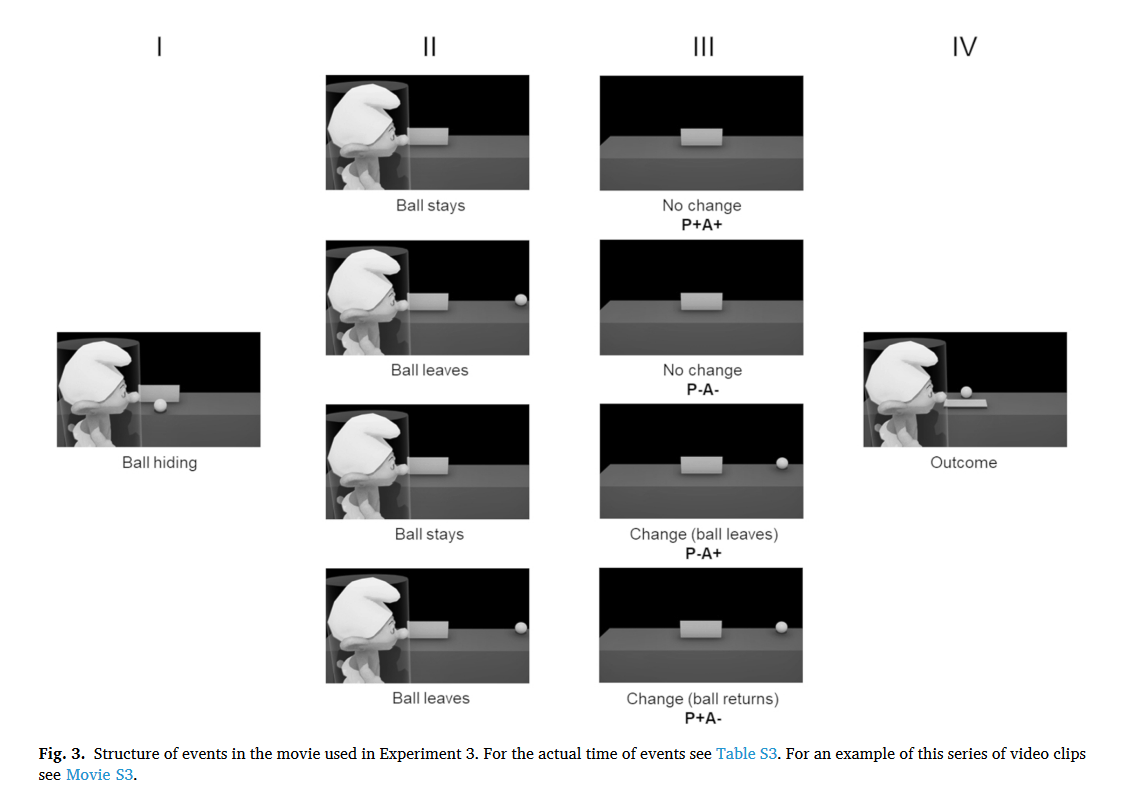 I
II
III
IV
Ball stays
No change
P+A+
Ball leaves
No change
P-A-
Ball hiding
Outcome
Ball stays
Change (ball leaves)
P-A+
Ball leaves
Change (ball returns)
P+A-
Fig. 3. Structure of events in the movie used in Experiment 3. For the actual time of events see Table S3. For an example of this series of video clips
see Movie S3.